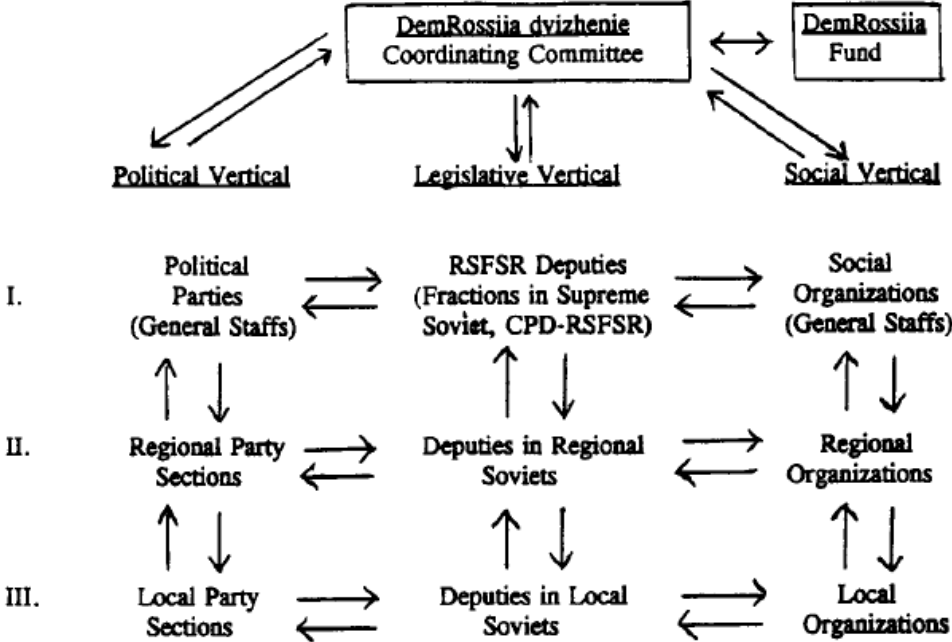 DemRossiia dvizhenie
Coordinating Committee
DemRossiia
Fund
Political Vertical
Legislative Vertical
Social Vertical
I.
Political
Parties
(General Staffs)
RSFSR Deputies
(Fractions in Supreme
Soviet, CPD-RSFSR)
Social
Organizations
(General Staffs)
II.
Regional Party
Sections
Deputies in Regional
Soviets
Regional
Organizations
III.
Local Party
Sections
Deputies in Local
Soviets
Local
Organizations